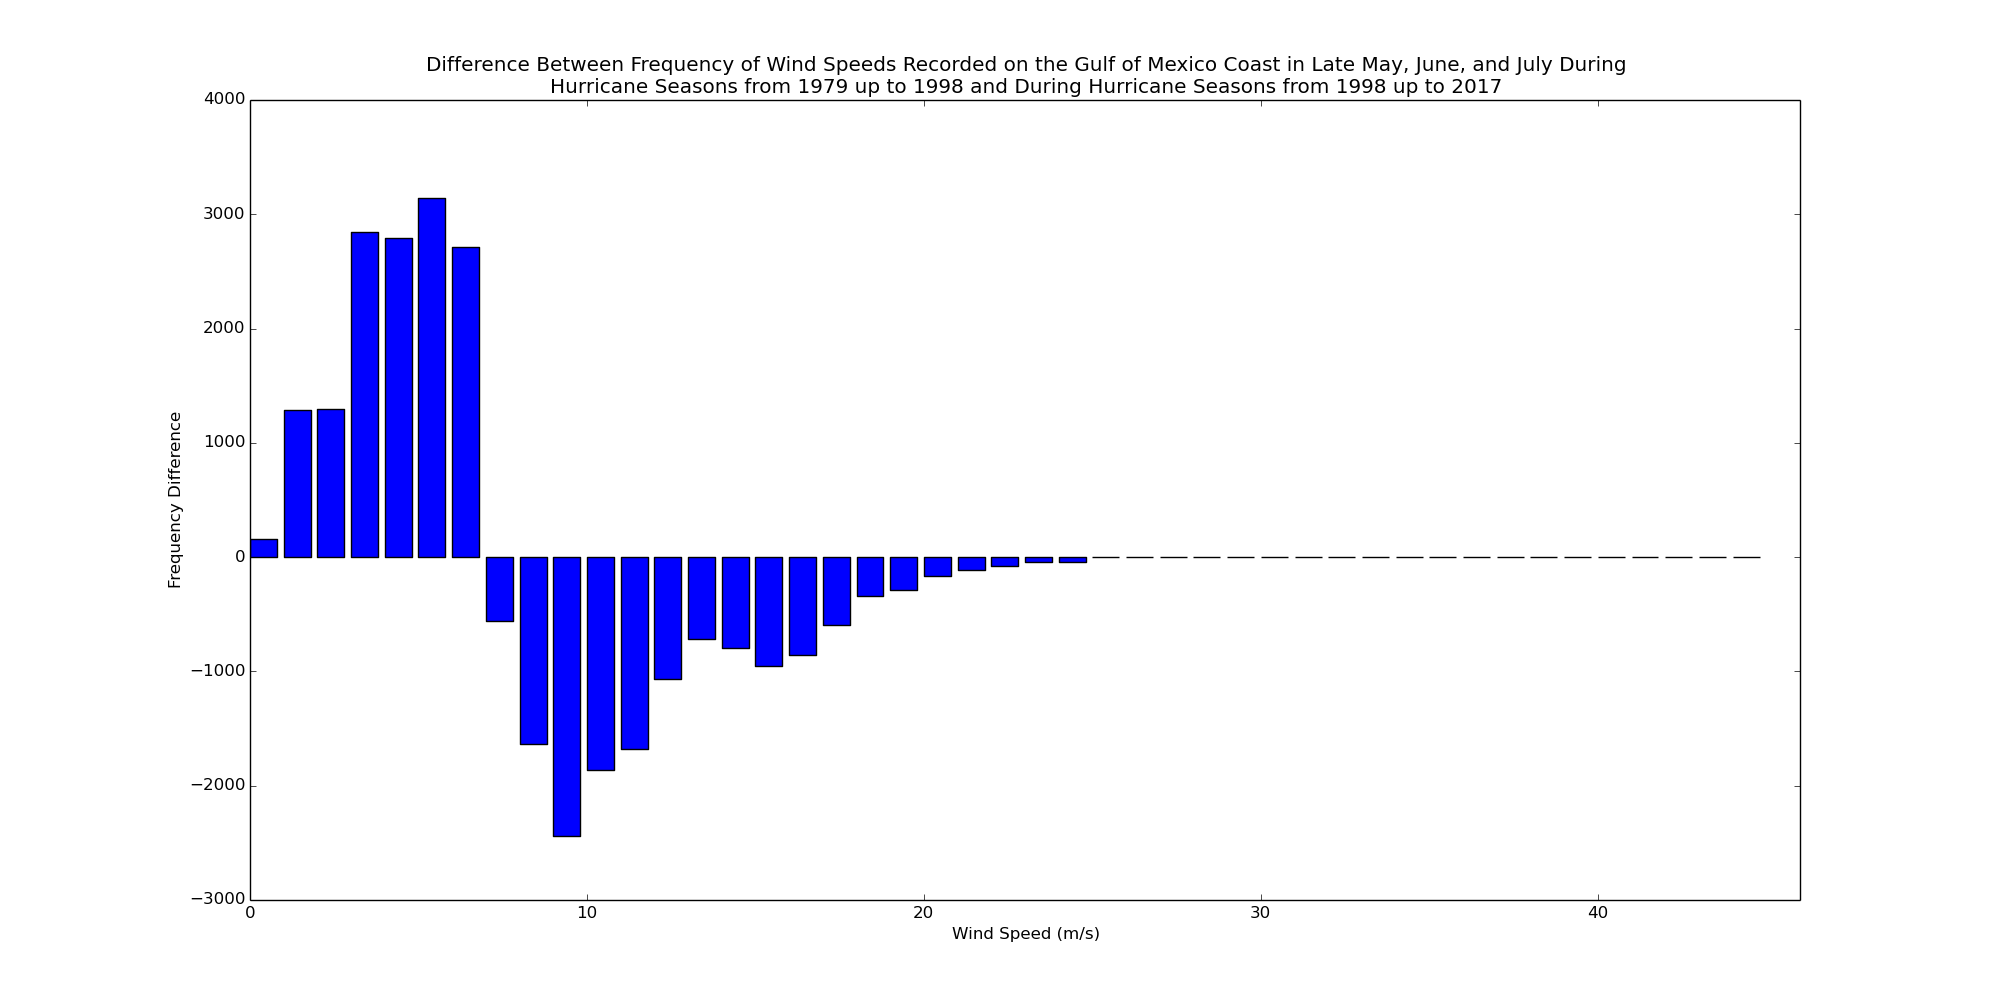 Difference Between Frequency of Wind Speeds Recorded on the Gulf of Mexico Coast in Late May, June, and July During
Hurricane Seasons from 1979 up to 1998 and During Hurricane Seasons from 1998 up to 2017
4000
3000
2000
1000
0
−1000
−2000
−3000
Frequency Difference
0 10 20 30 40
Wind Speed (m/s)